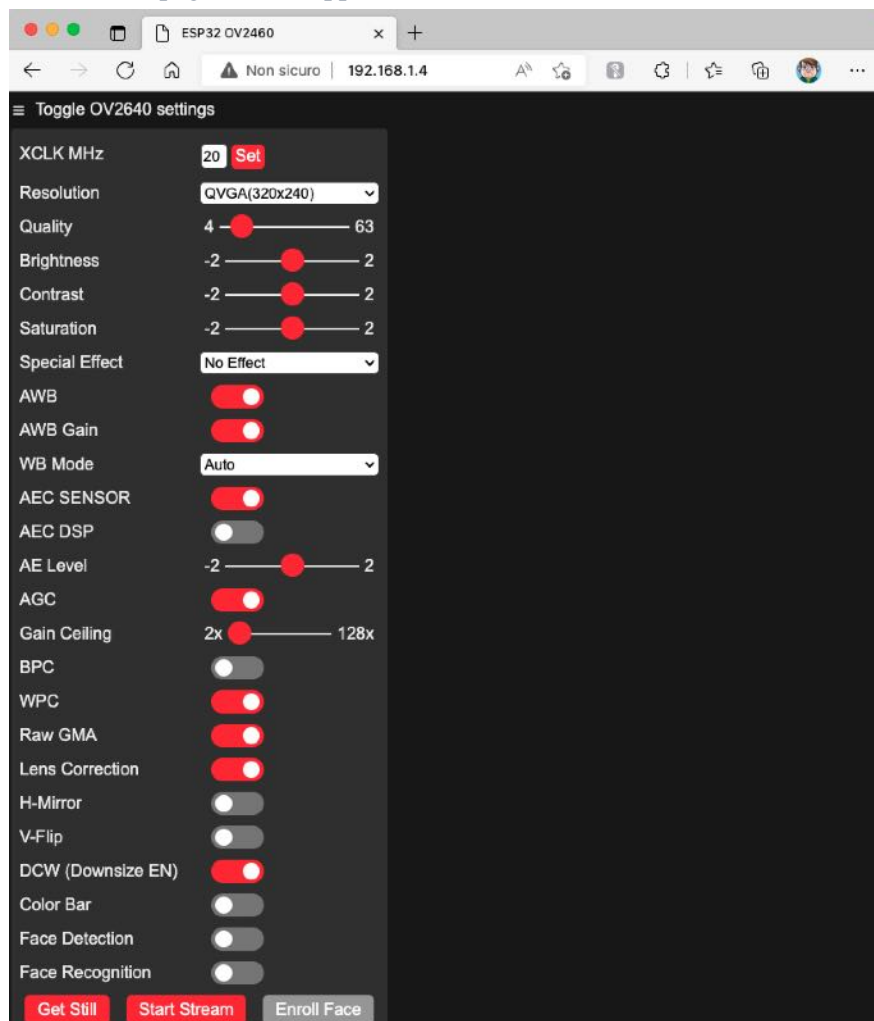 ESP32 OV2460
Non sicuro 192.168.1.4
Toggle OV2640 settings
XCLK MHz 20 Set
Resolution QVGA(320x240)
Quality 4 63
Brightness -2 2
Contrast -2 2
Saturation -2 2
Special Effect No Effect
AWB
AWB Gain
WB Mode Auto
AEC SENSOR
AEC DSP
AE Level -2 2
AGC
Gain Ceiling 2x 128x
BPC
WPC
Raw GMA
Lens Correction
H-Mirror
V-Flip
DCW (Downsize EN)
Color Bar
Face Detection
Face Recognition
Get Still Start Stream Enroll Face